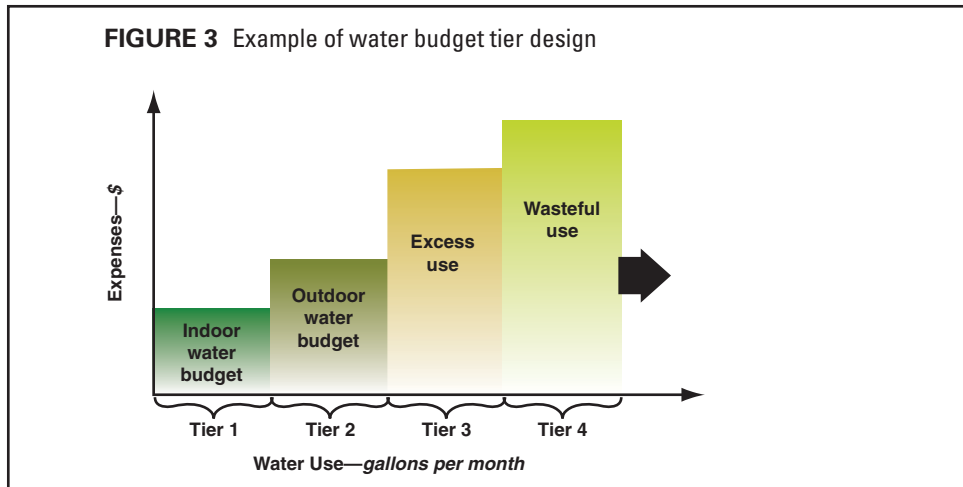 FIGURE 3 Example of water budget tier design
Expenses—$
Indoor
water
budget
Outdoor
water
budget
Excess
use
Wasteful
use
Tier 1 Tier 2 Tier 3 Tier 4
Water Use—gallons per month